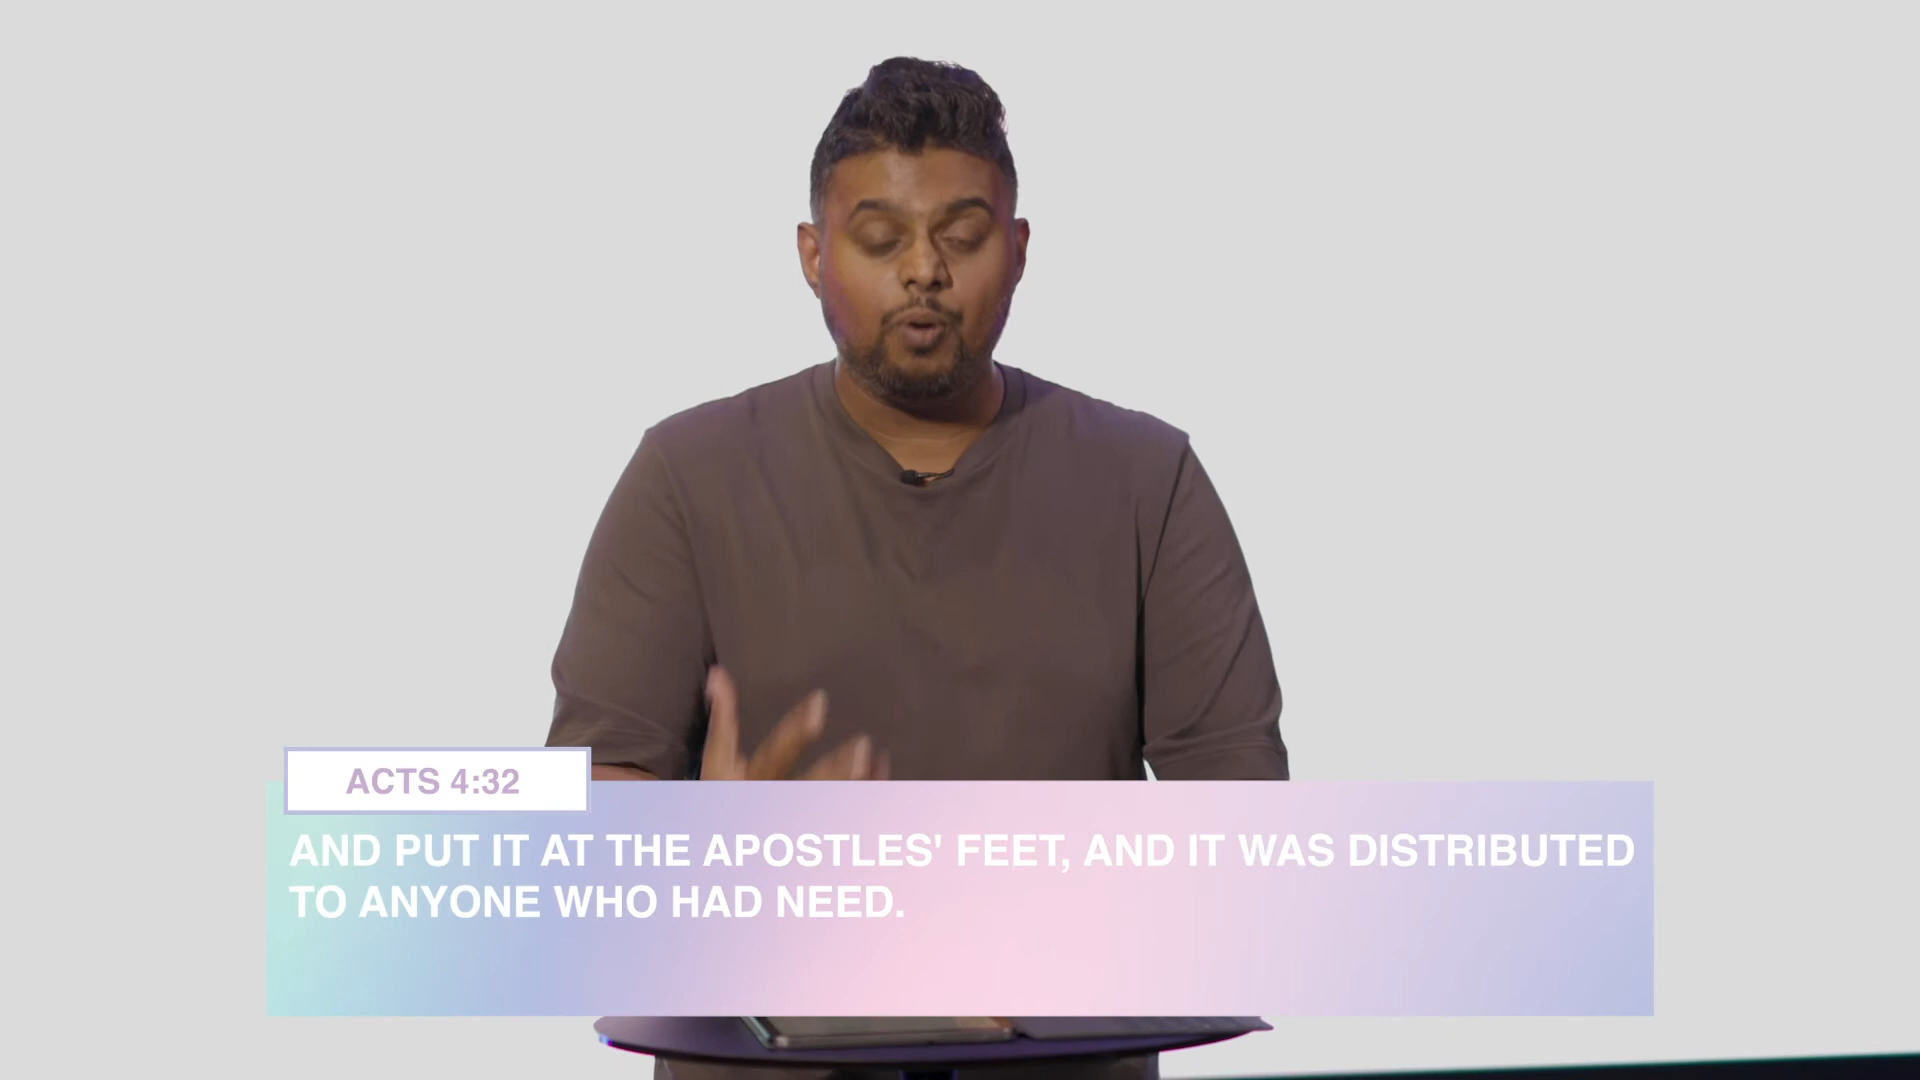 ACTS 4:32
AND PUT IT AT THE APOSTLES' FEET, AND IT WAS DISTRIBUTED
TO ANYONE WHO HAD NEED.